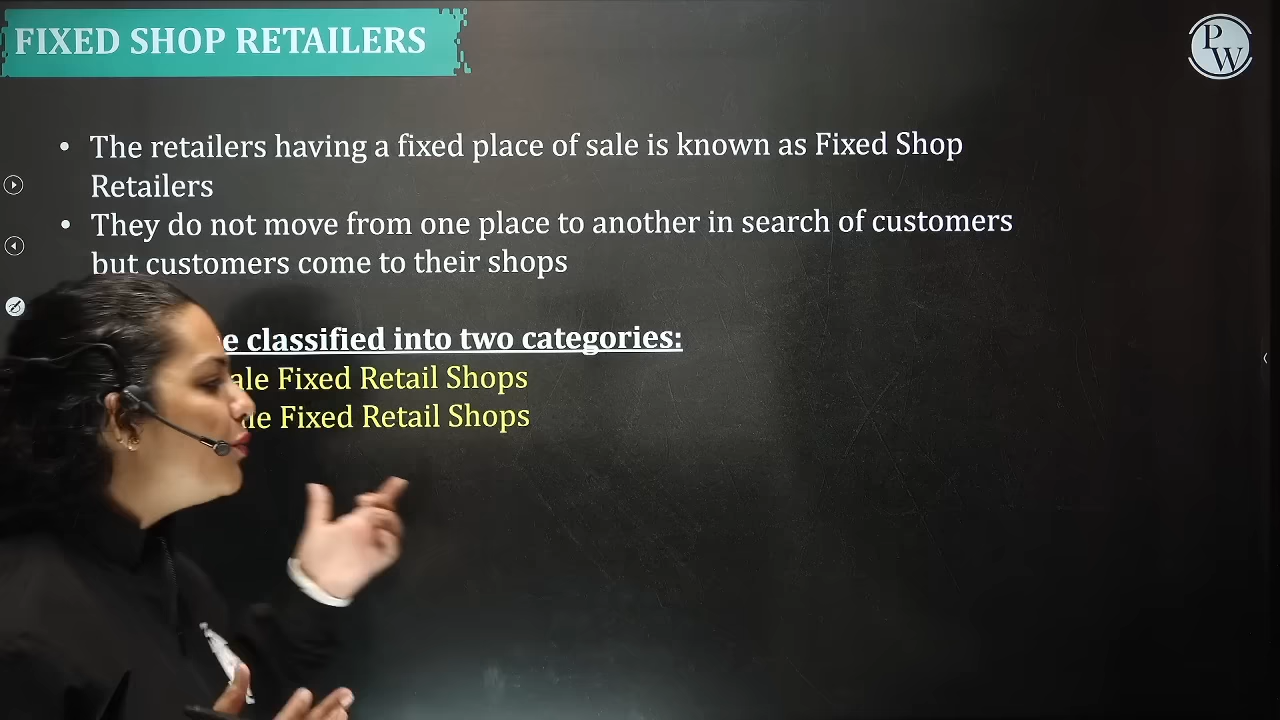 FIXED SHOP RETAILERS
PW
• The retailers having a fixed place of sale is known as Fixed Shop
Retailers
• They do not move from one place to another in search of customers
but customers come to their shops
classified into two categories:
Fixed Retail Shops
Fixed Retail Shops